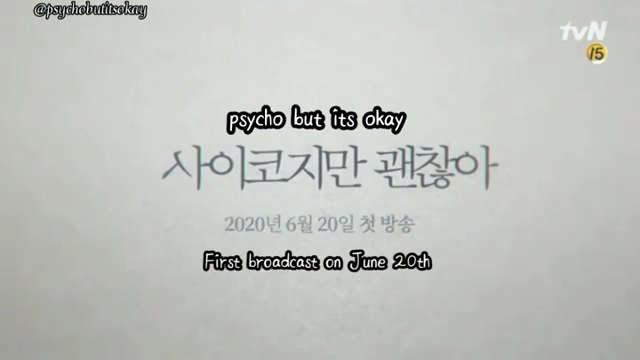 @psychobutitsokay
tvN
15
psycho but its okay
사이코지만 괜찮아
2020년 6월 20일 첫 방송
First broadcast on June 20th